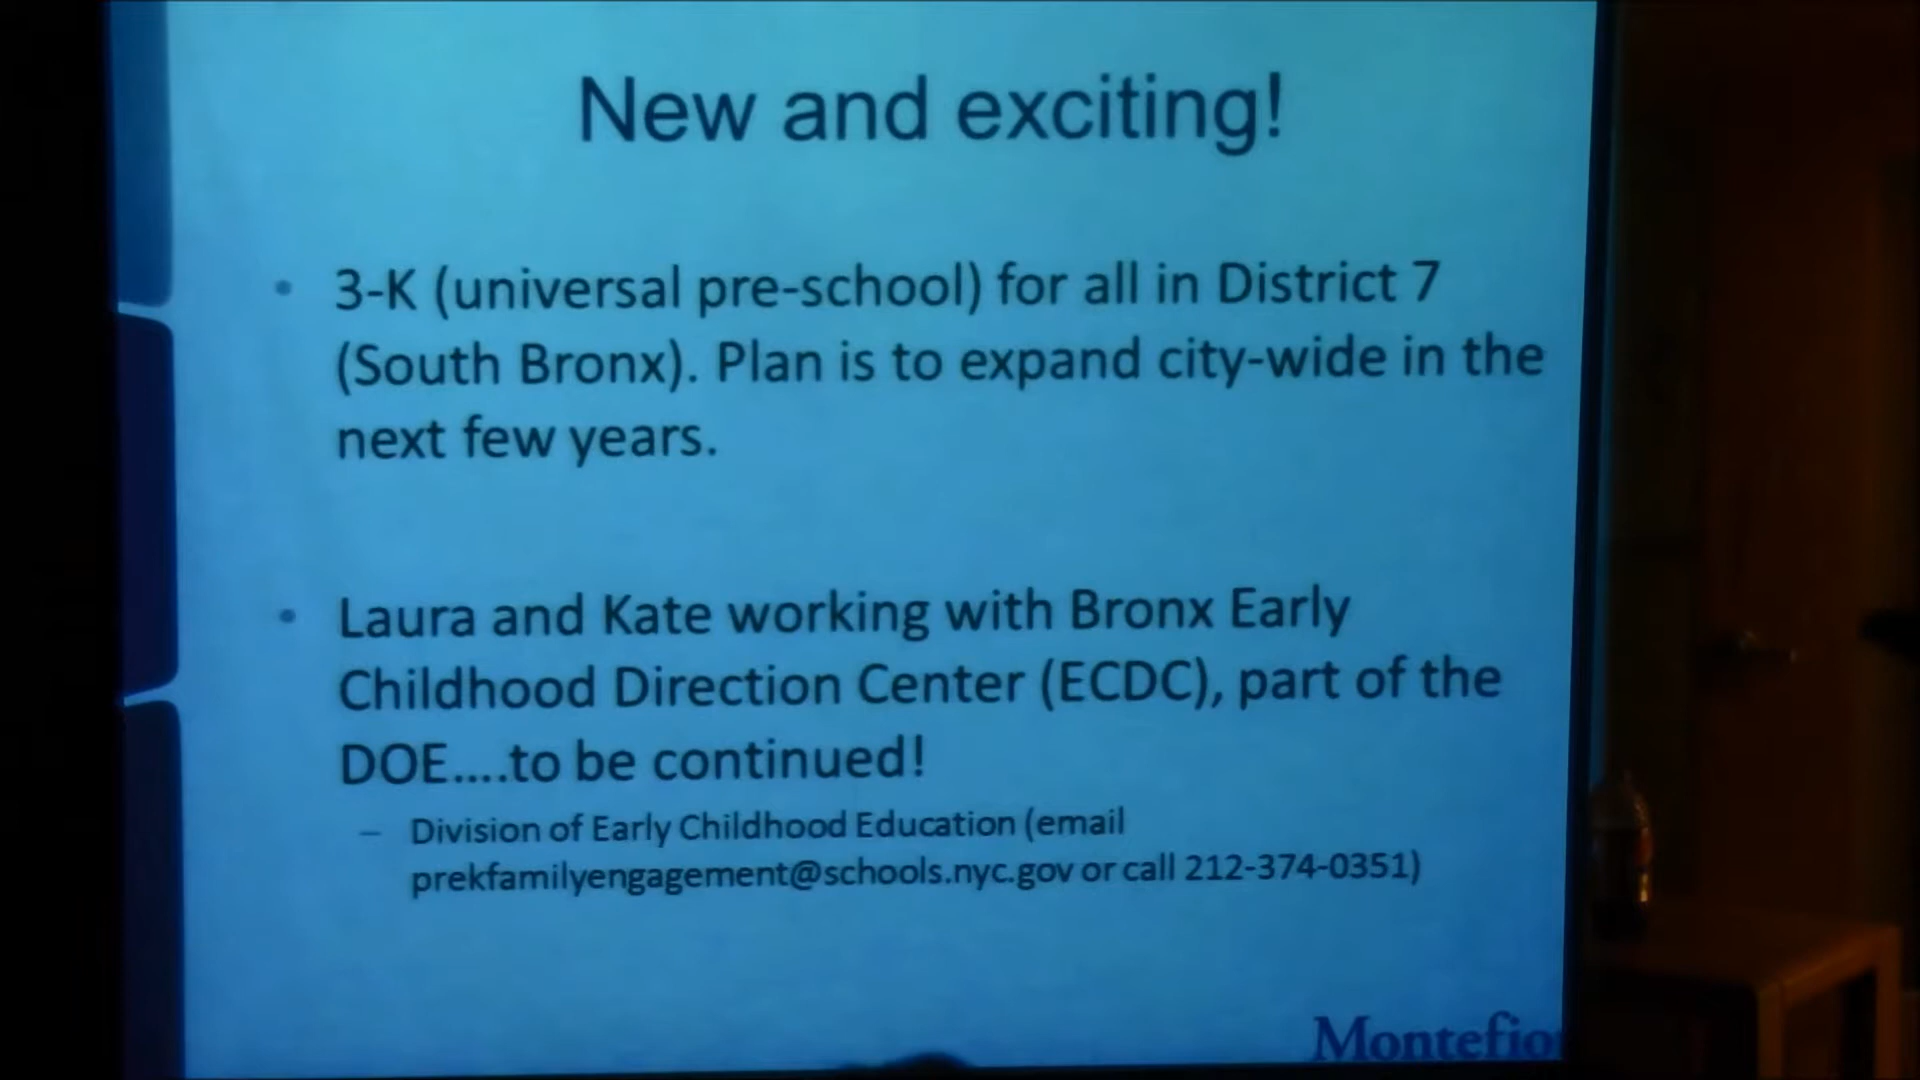 New and exciting!
• 3-K (universal pre-school) for all in District 7
(South Bronx). Plan is to expand city-wide in the
next few years.
• Laura and Kate working with Bronx Early
Childhood Direction Center (ECDC), part of the
DOE....to be continued!
– Division of Early Childhood Education (email
prekfamilyengagement@schools.nyc.gov or call 212-374-0351)
Montefio